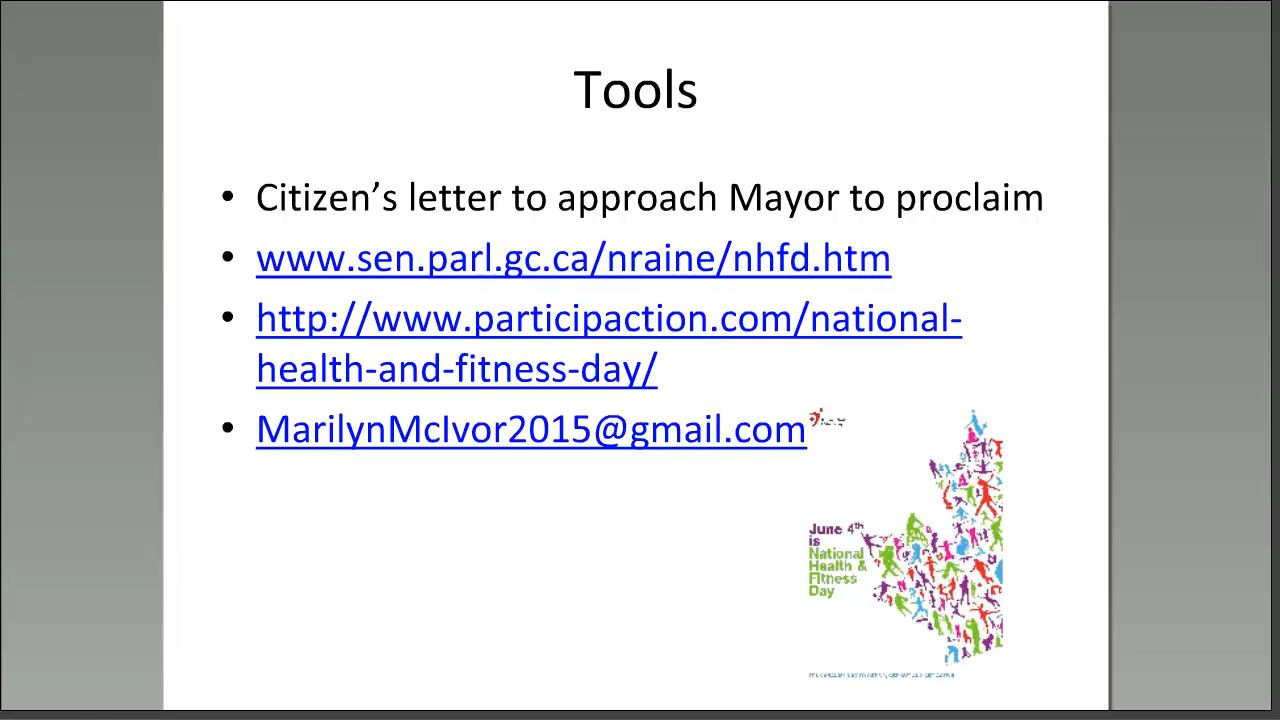 Tools
• Citizen’s letter to approach Mayor to proclaim
• www.sen.parl.gc.ca/nraine/nhfd.htm
• http://www.participaction.com/national-
health-and-fitness-day/
• MarilynMcIvor2015@gmail.com
June 4th
is
National
Health &
Fitness
Day